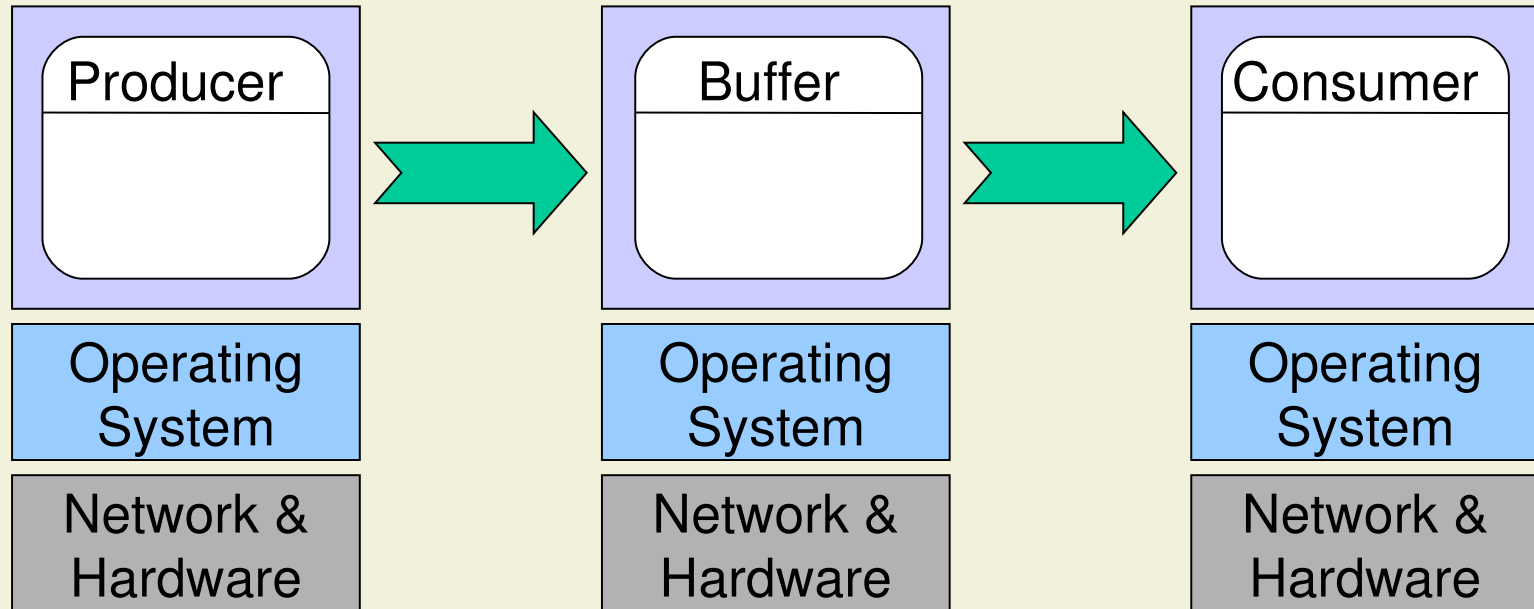 Producer
Buffer
Consumer
Operating
System
Operating
System
Operating
System
Network &
Hardware
Network &
Hardware
Network &
Hardware